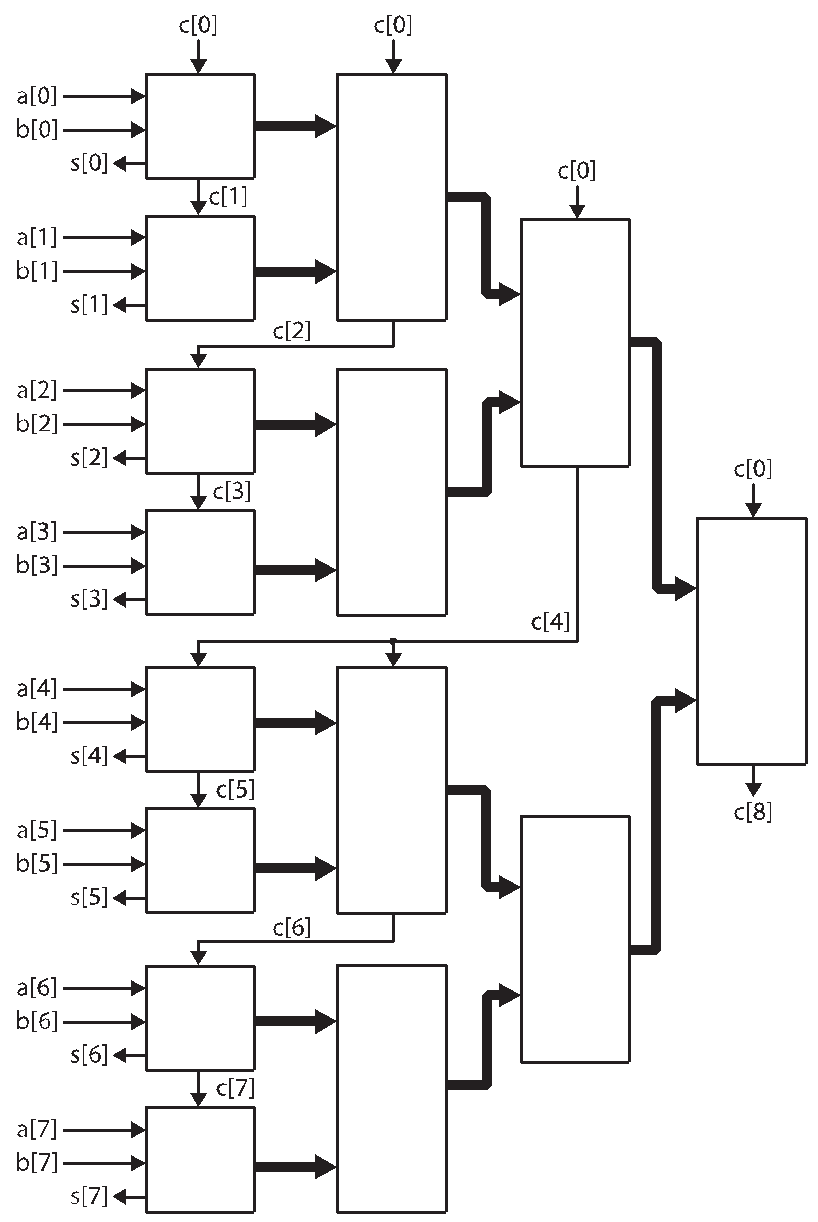 c[0] c[0]
a[0]
b[0]
s[0]
c[1]
c[0]
a[1]
b[1]
s[1]
c[2]
a[2]
b[2]
s[2]
c[3]
c[0]
a[3]
b[3]
s[3]
c[4]
a[4]
b[4]
s[4]
c[5]
c[8]
a[5]
b[5]
s[5]
c[6]
a[6]
b[6]
s[6]
c[7]
a[7]
b[7]
s[7]